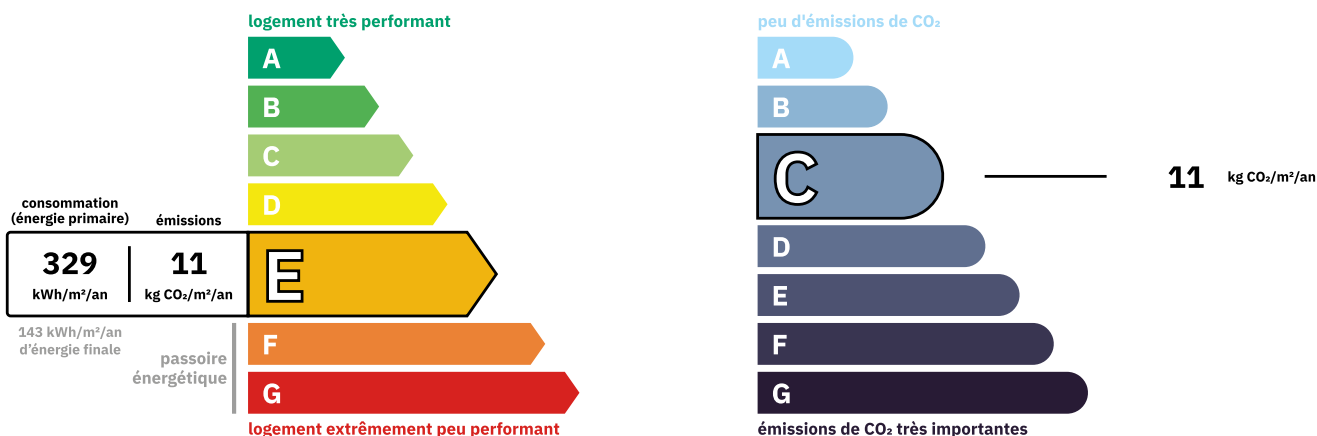 logement très performant
A
B
C
D
consommation
(énergie primaire)
émissions
329
kWh/m²/an
11
kg CO₂/m²/an
E
143 kWh/m²/an
d'énergie finale
passoire
énergétique
F
G
logement extrêmement peu performant
peu d'émissions de CO₂
A
B
C
11
kg CO₂/m²/an
D
E
F
G
émissions de CO₂ très importantes